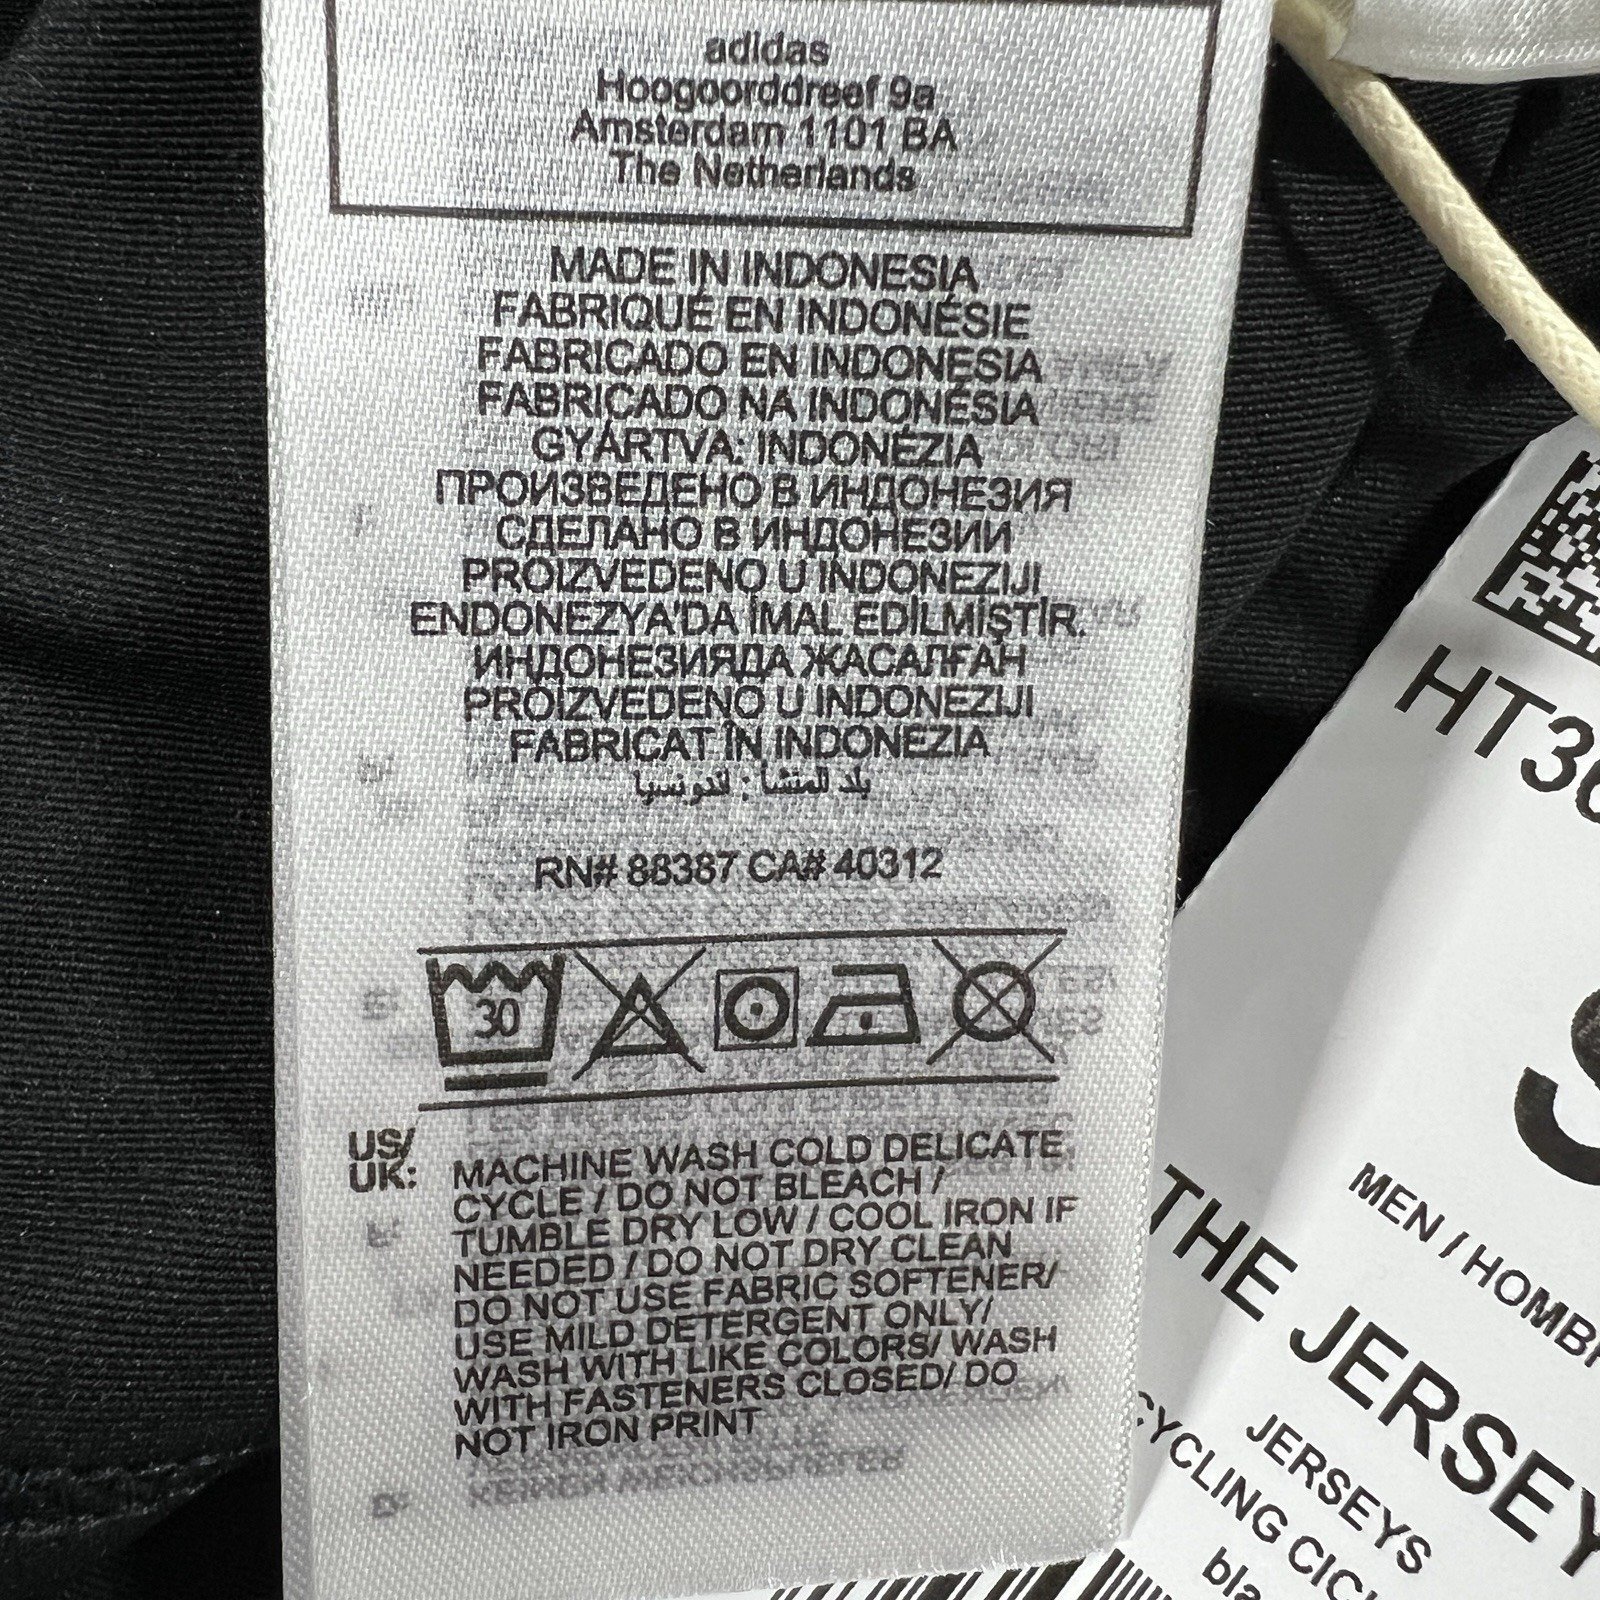 adidas
Hoogoorddreef 9a
Amsterdam 1101 BA
The Netherlands
MADE IN INDONESIA
FABRIQUÉ EN INDONÉSIE
FABRICADO EN INDONESIA
FABRICADO NA INDONÉSIA
GYÁRTVA: INDONÉZIA
ПРОИЗВЕДЕНО В ИНДОНЕЗИЯ
СДЕЛАНО В ИНДОНЕЗИИ
PROIZVEDENO U INDONEZIJI
ENDONEZYA'DA İMAL EDİLMİŞTİR.
ИНДОНЕЗИЯДА ЖАСАЛҒАН
PROIZVEDENO U INDONEZIJI
FABRICAT ÎN INDONEZIA
بلد المنشأ : اندونسيا
RN# 88387 CA# 40312
30
US/
UK:
MACHINE WASH COLD DELICATE
CYCLE / DO NOT BLEACH /
TUMBLE DRY LOW / COOL IRON IF
NEEDED / DO NOT DRY CLEAN
DO NOT USE FABRIC SOFTENER/
USE MILD DETERGENT ONLY/
WASH WITH LIKE COLORS/ WASH
WITH FASTENERS CLOSED/ DO
NOT IRON PRINT
HT36
S
MEN / HOMBR
THE JERSEY
JERSEYS
CYCLING CICL
bla